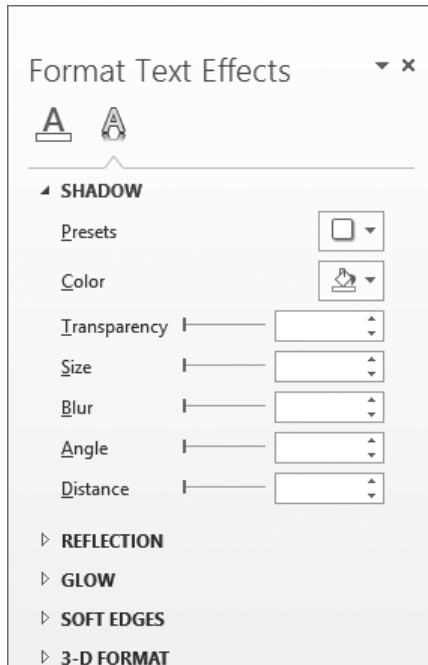 Format Text Effects
A A
SHADOW
Presets
Color
Transparency
Size
Blur
Angle
Distance
REFLECTION
GLOW
SOFT EDGES
3-D FORMAT